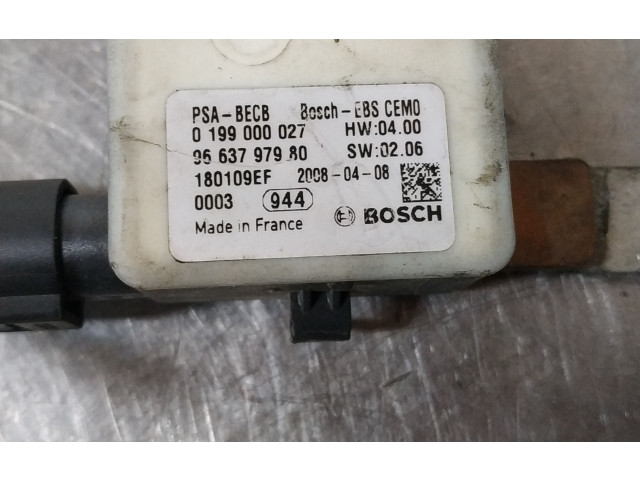 PSA-BECB Bosch-EBS CEM0
0 199 000 027 HW:04.00
96 637 979 80 SW:02.06
180109EF 2008-04-08
0003 944
Made in France BOSCH